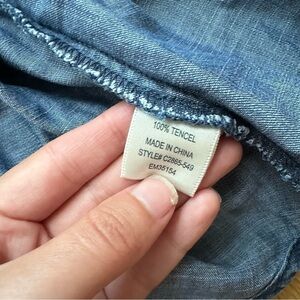 100% TENCEL
MADE IN CHINA
STYLE# C2865-549
EM35154